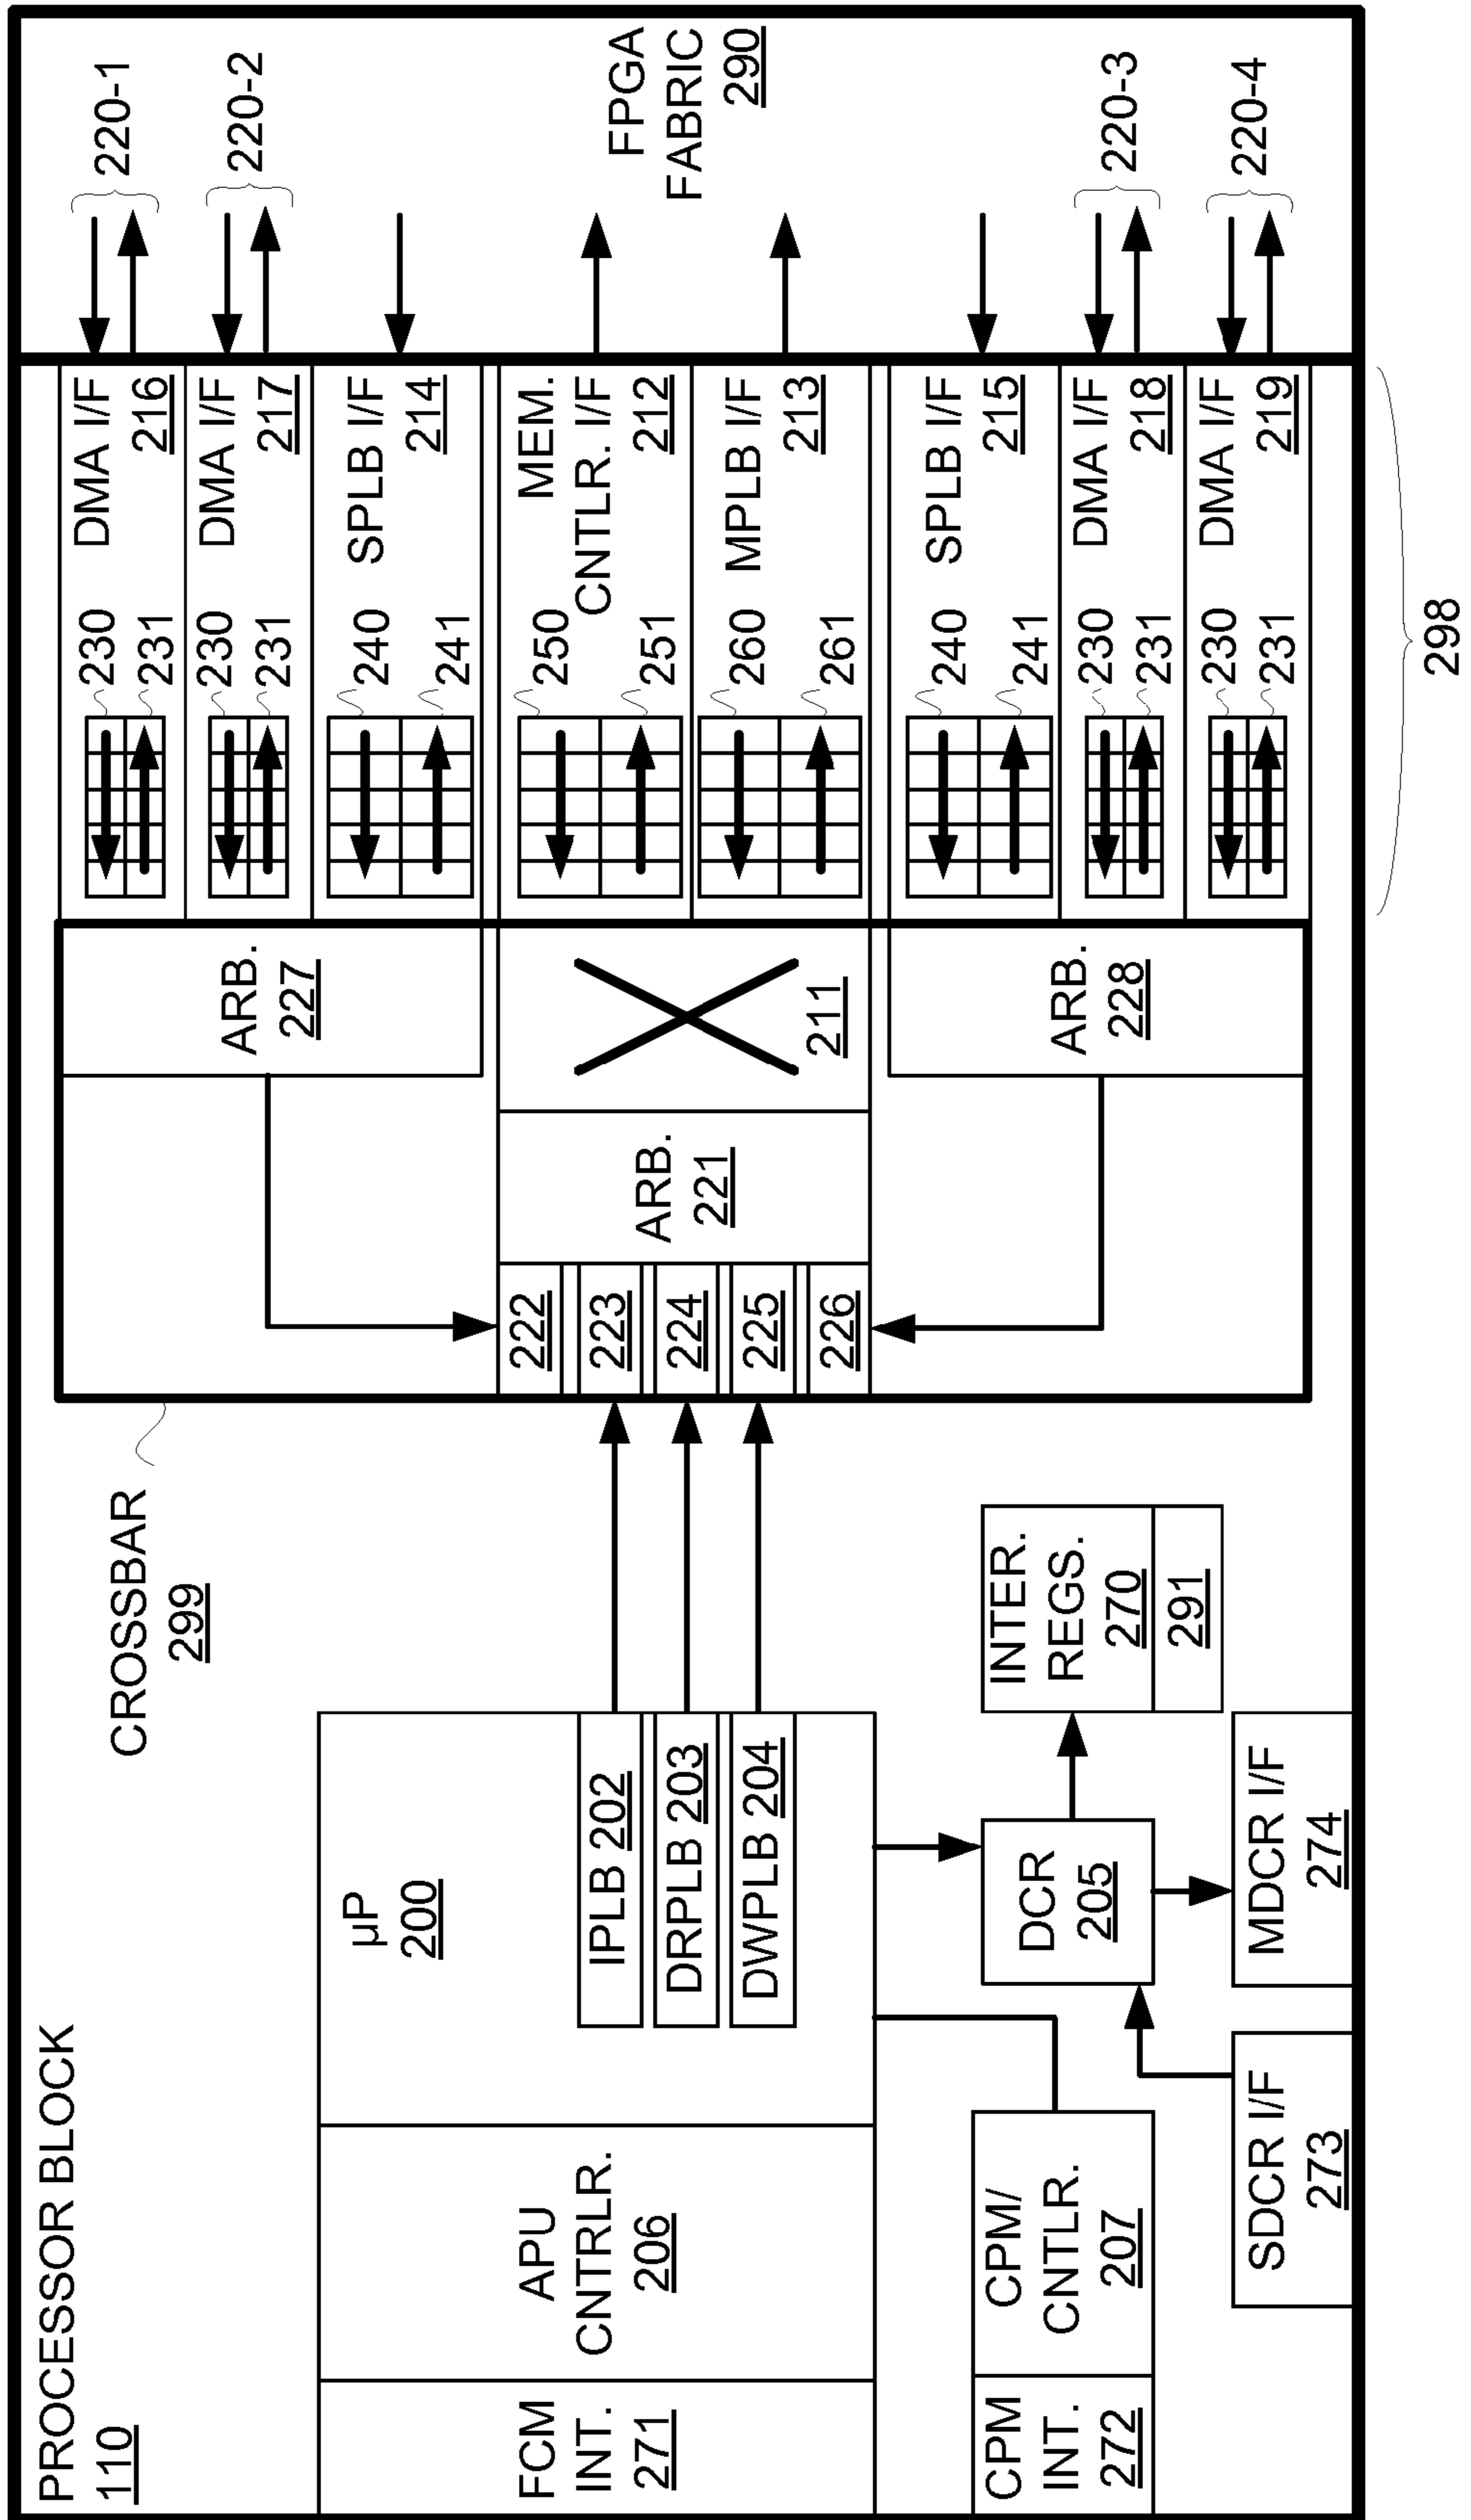 PROCESSOR BLOCK
110
CROSSBAR
299
FCM
INT.
271
APU
CNTRLR.
206
µP
200
IPLB 202
DRPLB 203
DWPLB 204
CPM
INT.
272
CPM/
CNTLR.
207
DCR
205
INTER.
REGS.
270
291
SDCR I/F
273
MDCR I/F
274
222
223
224
225
226
ARB.
221
211
ARB.
227
ARB.
228
230
231
DMA I/F
216
230
231
DMA I/F
217
240
241
SPLB I/F
214
250
251
MEM.
CNTLR. I/F
212
260
261
MPLB I/F
213
240
241
SPLB I/F
215
230
231
DMA I/F
218
230
231
DMA I/F
219
298
220-1
220-2
FPGA
FABRIC
290
220-3
220-4